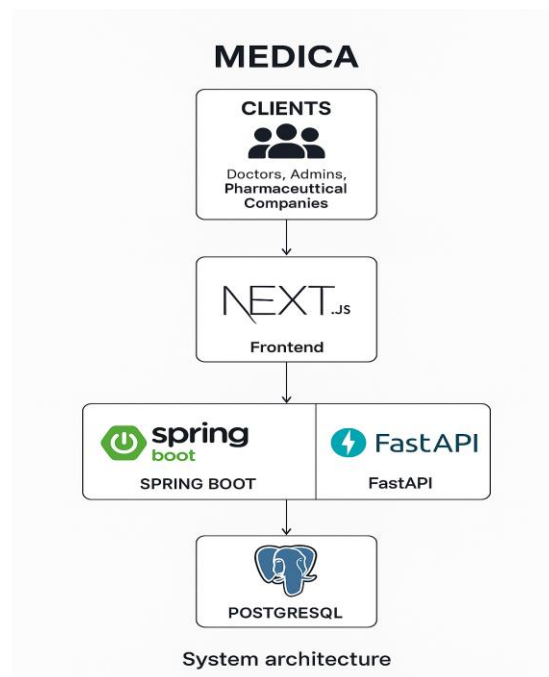 MEDICA
CLIENTS
Doctors, Admins,
Pharmaceuttical
Companies
NEXT.JS
Frontend
spring
boot
SPRING BOOT
FastAPI
FastAPI
POSTGRESQL
System architecture